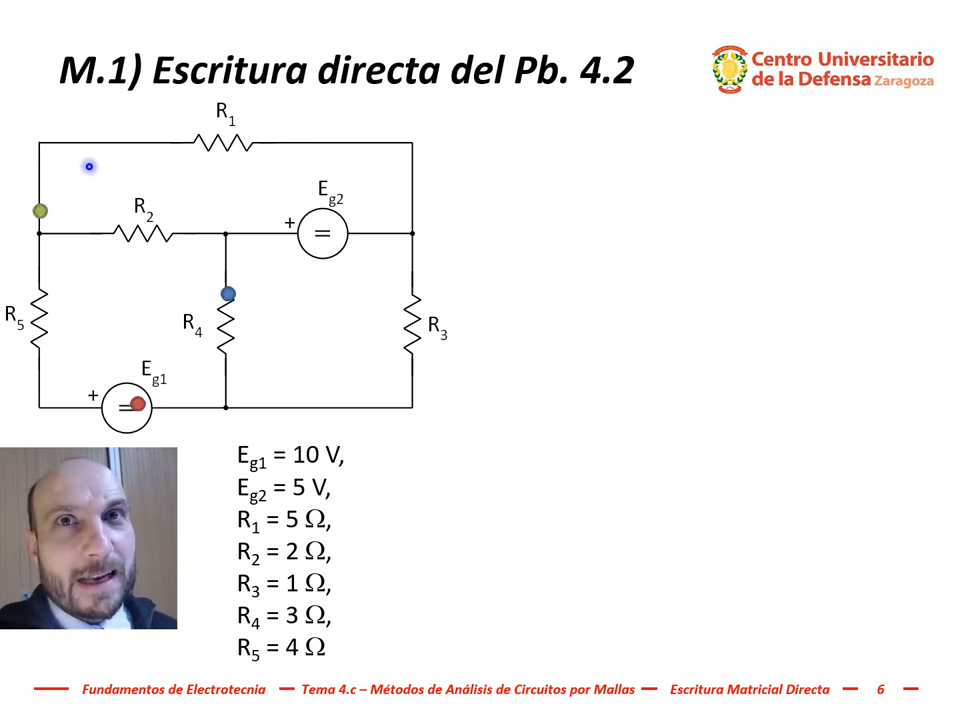 M.1) Escritura directa del Pb. 4.2
Centro Universitario
de la Defensa Zaragoza
R1
Eg2
+
=
R2
R5
R4
R3
Eg1
+
=
Eg1 = 10 V,
Eg2 = 5 V,
R1 = 5 Ω,
R2 = 2 Ω,
R3 = 1 Ω,
R4 = 3 Ω,
R5 = 4 Ω
Fundamentos de Electrotecnia — Tema 4.c – Métodos de Análisis de Circuitos por Mallas — Escritura Matricial Directa — 6